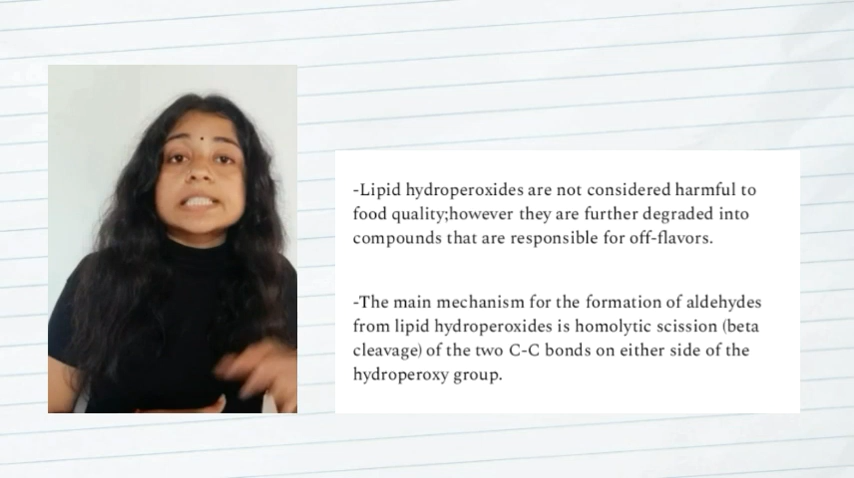 -Lipid hydroperoxides are not considered harmful to
food quality;however they are further degraded into
compounds that are responsible for off-flavors.
-The main mechanism for the formation of aldehydes
from lipid hydroperoxides is homolytic scission (beta
cleavage) of the two C-C bonds on either side of the
hydroperoxy group.